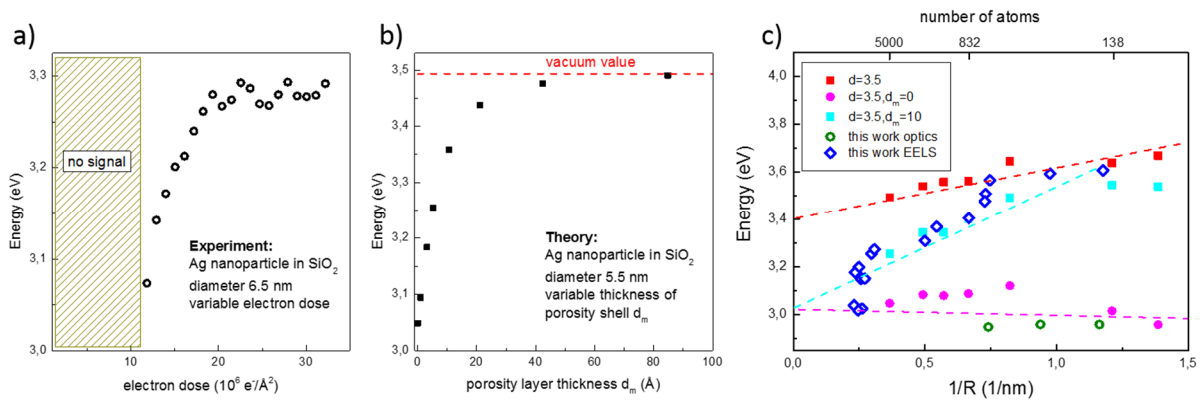 a)
3,3
3,2
3,1
3,0
Energy (eV)
no signal
Experiment:
Ag nanoparticle in SiO₂
diameter 6.5 nm
variable electron dose
0
10
20
30
electron dose (10⁶ e⁻/Å²)
b)
vacuum value
3,5
3,4
3,3
3,2
3,1
3,0
Energy (eV)
Theory:
Ag nanoparticle in SiO₂
diameter 5.5 nm
variable thickness of
porosity shell dₘ
0
20
40
60
80
100
porosity layer thickness dₘ (Å)
c)
number of atoms
5000
832
138
4,0
3,8
3,6
3,4
3,2
3,0
2,8
Energy (eV)
d=3.5
d=3.5,dₘ=0
d=3.5,dₘ=10
this work optics
this work EELS
0,0
0,5
1,0
1,5
1/R (1/nm)